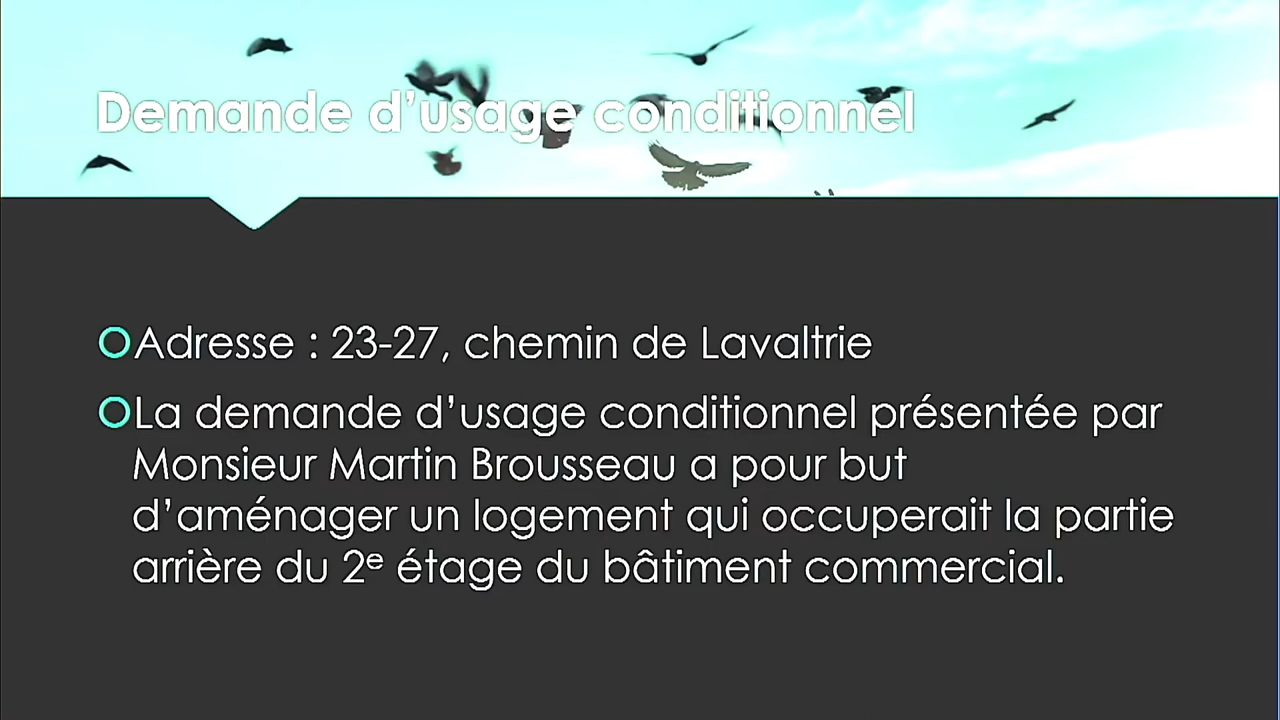 Demande d’usage conditionnel
Adresse : 23-27, chemin de Lavaltrie
La demande d’usage conditionnel présentée par
Monsieur Martin Brousseau a pour but
d’aménager un logement qui occuperait la partie
arrière du 2e étage du bâtiment commercial.